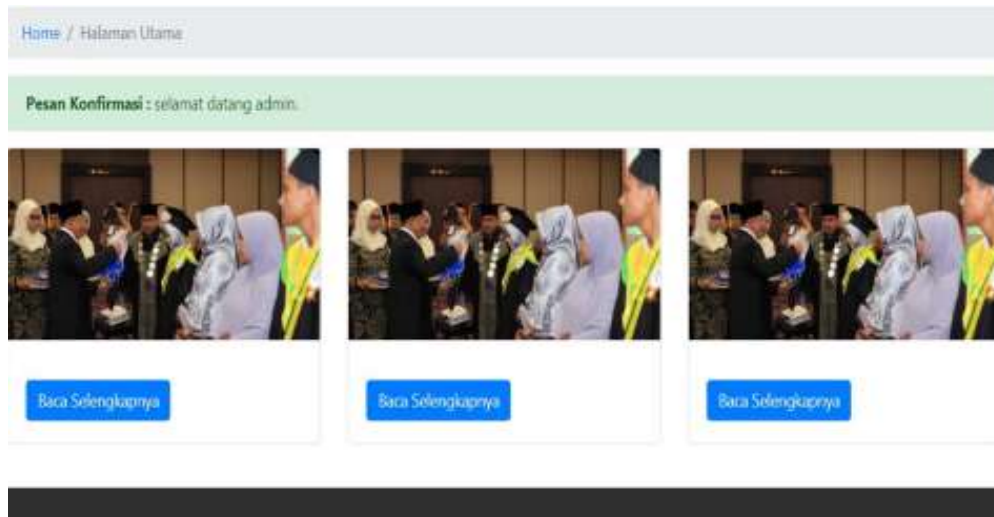 Home / Halaman Utama
Pesan Konfirmasi : selamat datang admin.
Baca Selengkapnya
Baca Selengkapnya
Baca Selengkapnya